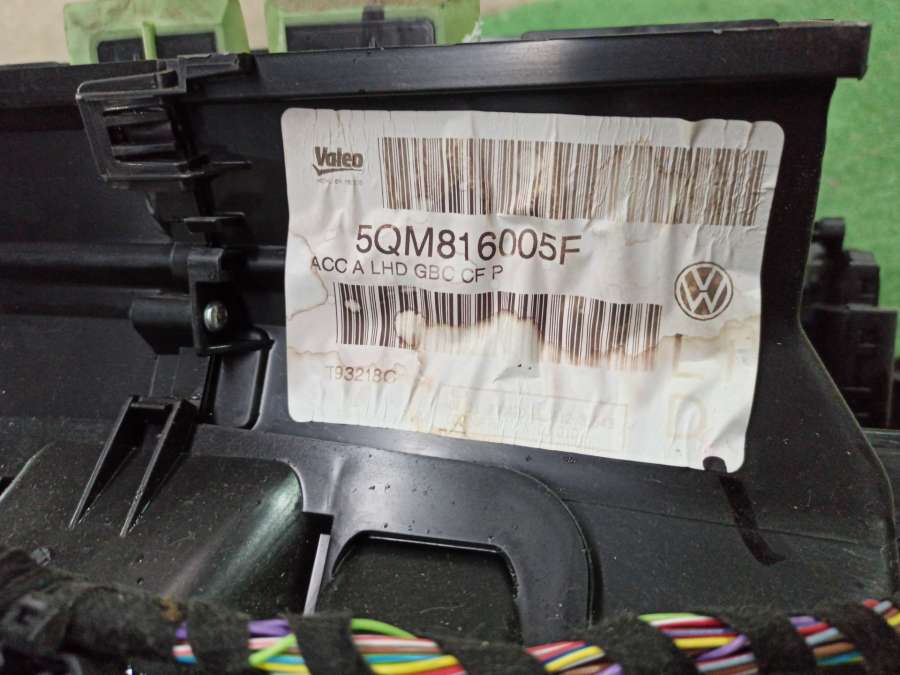 Valeo
5QM816005F
ACC A LHD GBC CF P
T93218C